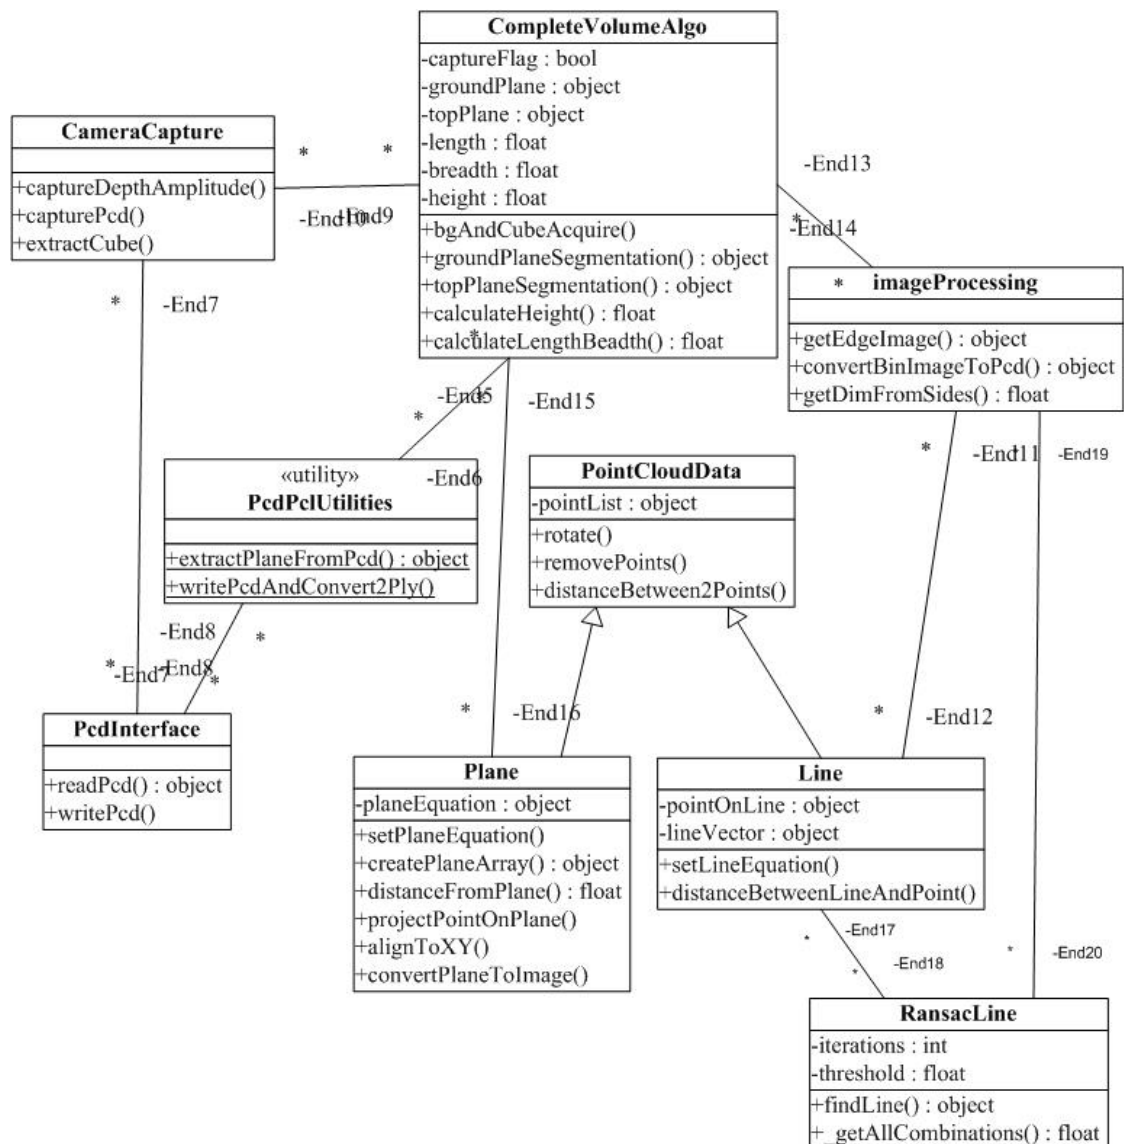 CompleteVolumeAlgo
-captureFlag : bool
-groundPlane : object
-topPlane : object
-length : float
-breadth : float
-height : float
+bgAndCubeAcquire()
+groundPlaneSegmentation() : object
+topPlaneSegmentation() : object
+calculateHeight() : float
+calculateLengthBeadth() : float
CameraCapture
+captureDepthAmplitude()
+capturePcd()
+extractCube()
*
*
-End10
-End9
-End13
*
-End14
*
imageProcessing
+getEdgeImage() : object
+convertBinImageToPcd() : object
+getDimFromSides() : float
*
-End7
*
-End5
*
*
-End15
-End6
«utility»
PcdPclUtilities
+extractPlaneFromPcd() : object
+writePcdAndConvert2Ply()
PointCloudData
-pointList : object
+rotate()
+removePoints()
+distanceBetween2Points()
*
-End11
*
-End19
-End8
*
*
-End7
-End8
*
PcdInterface
+readPcd() : object
+writePcd()
*
-End16
*
-End12
Plane
-planeEquation : object
+setPlaneEquation()
+createPlaneArray() : object
+distanceFromPlane() : float
+projectPointOnPlane()
+alignToXY()
+convertPlaneToImage()
Line
-pointOnLine : object
-lineVector : object
+setLineEquation()
+distanceBetweenLineAndPoint()
*
-End17
*
-End18
*
-End20
RansacLine
-iterations : int
-threshold : float
+findLine() : object
+_getAllCombinations() : float